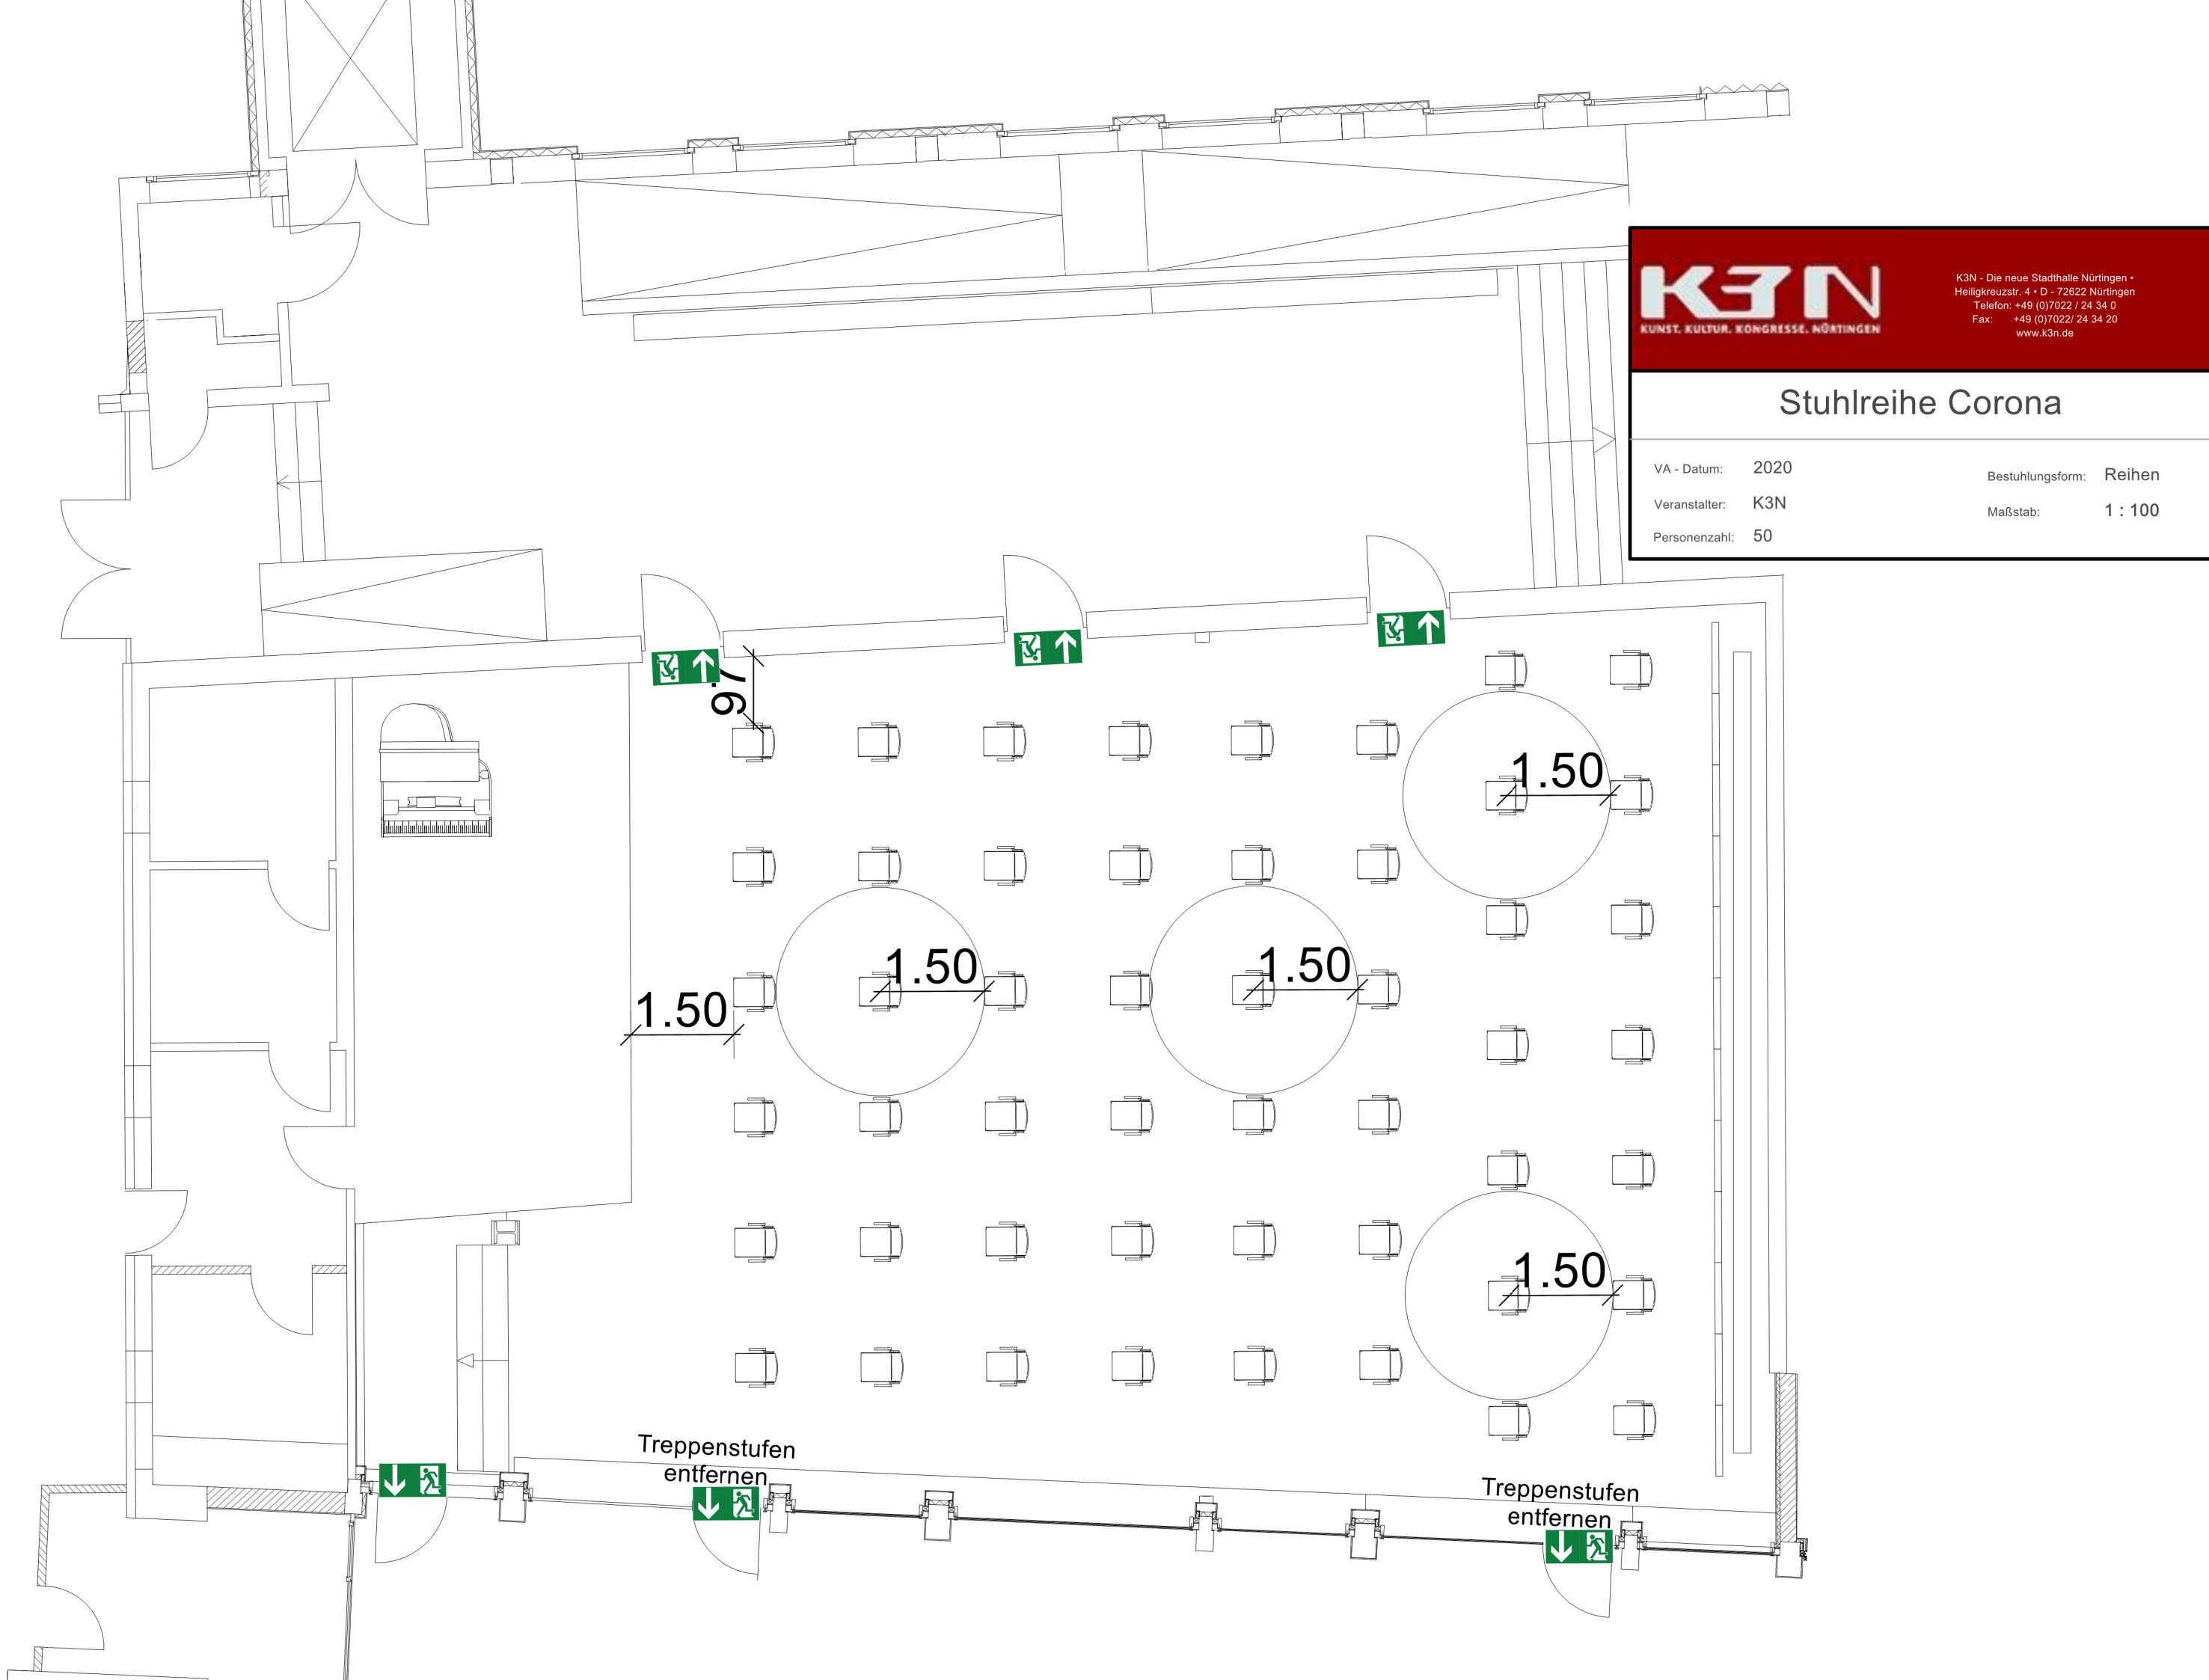 K3N
KUNST. KULTUR. KONGRESSE. NÜRTINGEN
K3N - Die neue Stadthalle Nürtingen •
Heiligkreuzstr. 4 • D - 72622 Nürtingen
Telefon: +49 (0)7022 / 24 34 0
Fax: +49 (0)7022/ 24 34 20
www.k3n.de
Stuhlreihe Corona
VA - Datum: 2020
Veranstalter: K3N
Personenzahl: 50
Bestuhlungsform: Reihen
Maßstab: 1 : 100
97
1.50
1.50
1.50
1.50
1.50
Treppenstufen
entfernen
Treppenstufen
entfernen